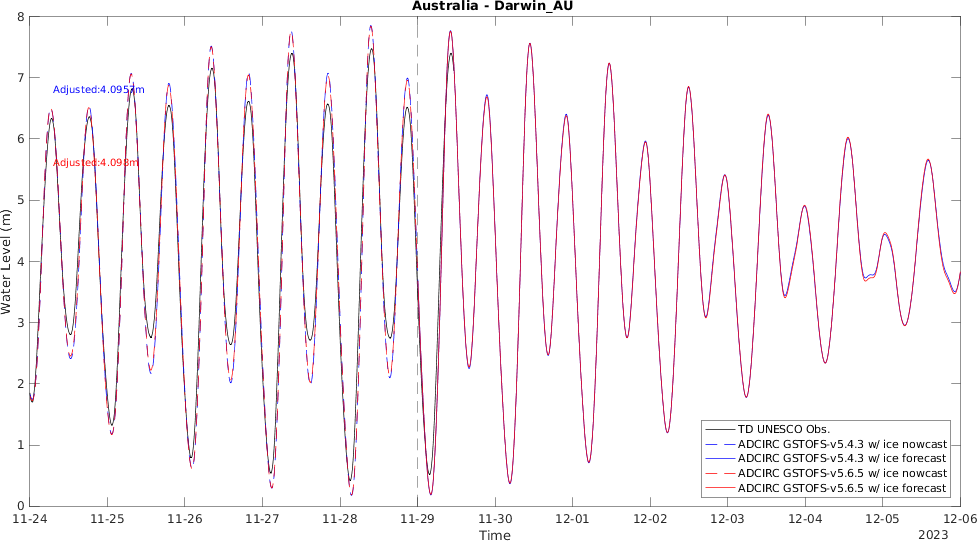 Australia - Darwin_AU
8
7
6
5
4
3
2
1
0
Water Level (m)
Adjusted:4.0953m
Adjusted:4.098m
TD UNESCO Obs.
ADCIRC GSTOFS-v5.4.3 w/ ice nowcast
ADCIRC GSTOFS-v5.4.3 w/ ice forecast
ADCIRC GSTOFS-v5.6.5 w/ ice nowcast
ADCIRC GSTOFS-v5.6.5 w/ ice forecast
11-24 11-25 11-26 11-27 11-28 11-29 11-30 12-01 12-02 12-03 12-04 12-05 12-06
Time
2023